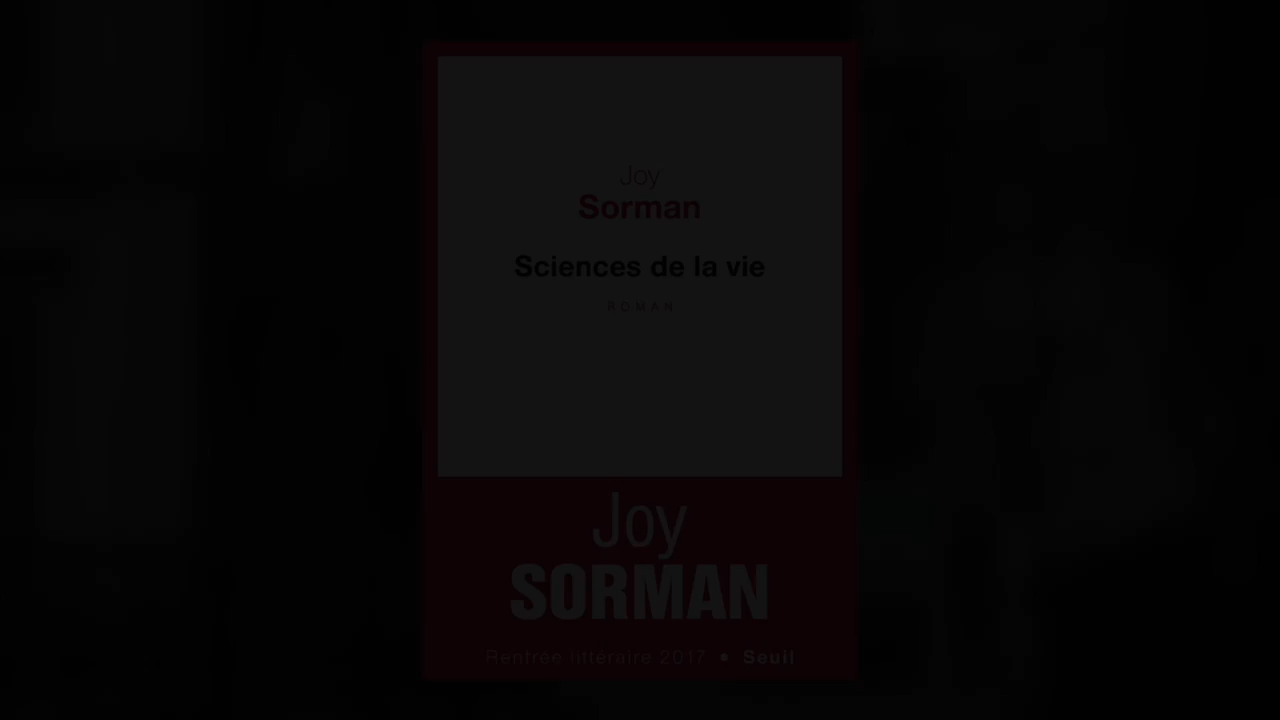 Joy
Sorman
Sciences de la vie
ROMAN
Joy
SORMAN
Rentrée littéraire 2017 • Seuil